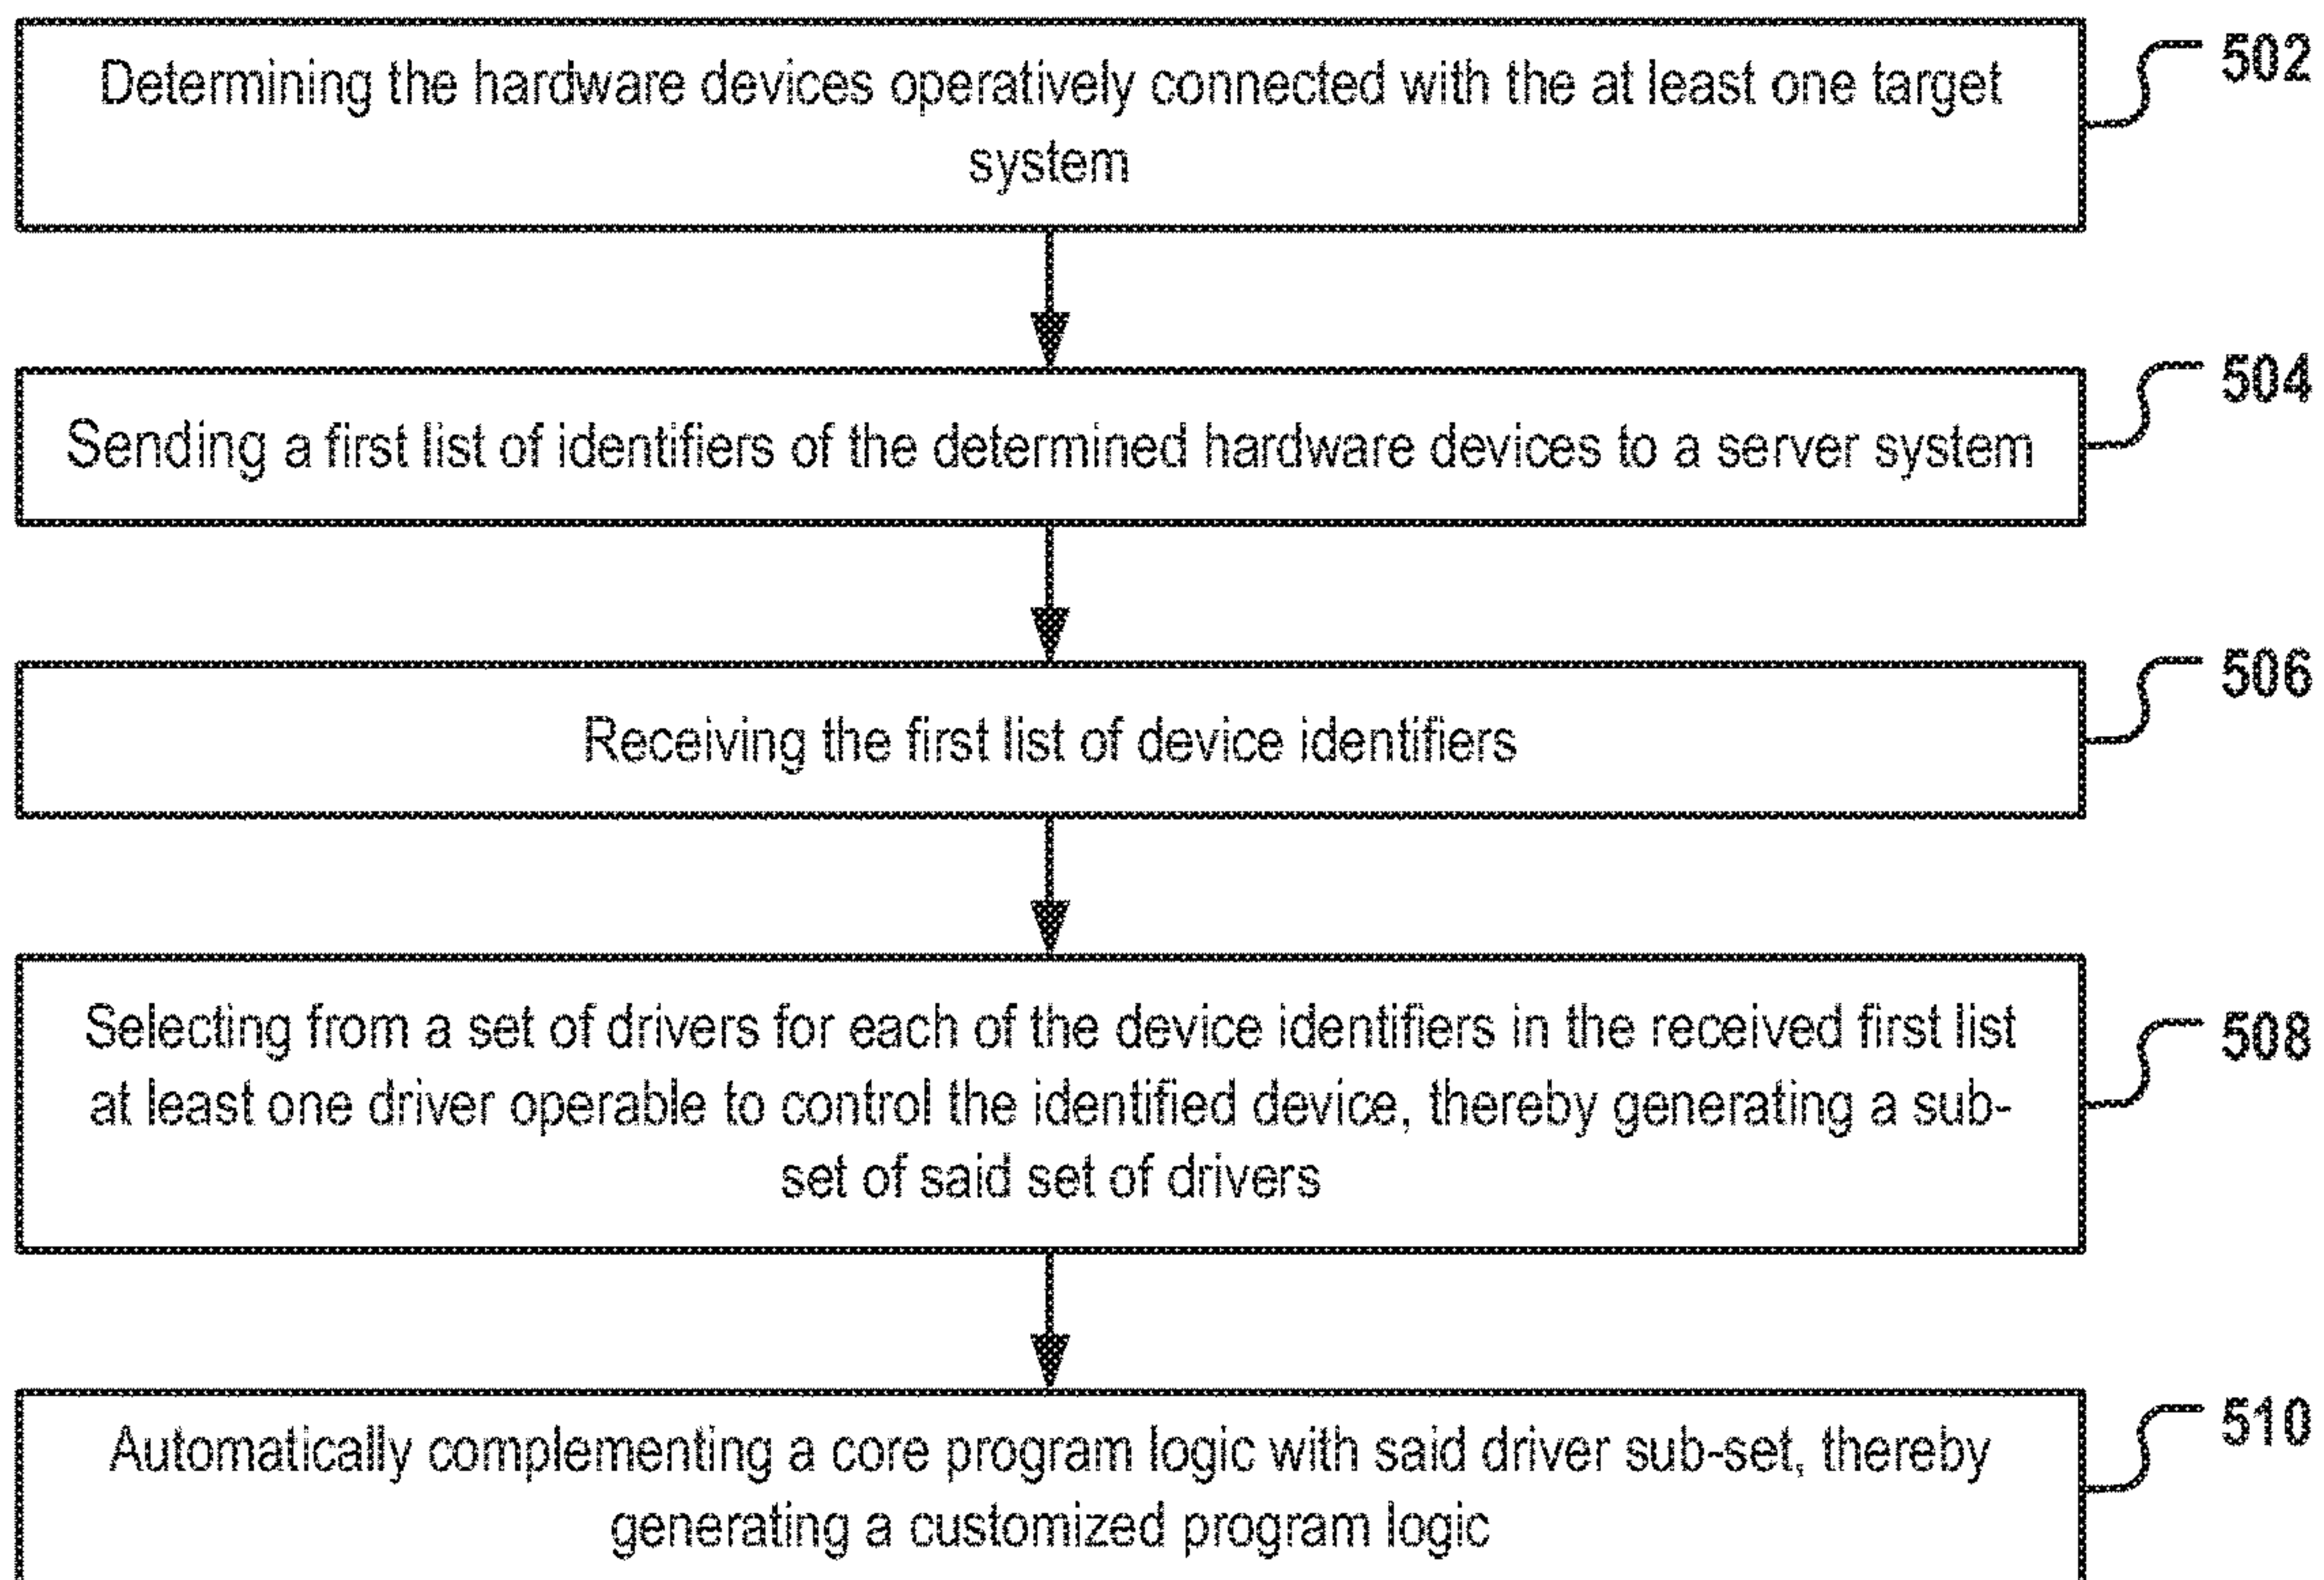 Determining the hardware devices operatively connected with the at least one target
system
502
Sending a first list of identifiers of the determined hardware devices to a server system
504
Receiving the first list of device identifiers
506
Selecting from a set of drivers for each of the device identifiers in the received first list
at least one driver operable to control the identified device, thereby generating a sub-
set of said set of drivers
508
Automatically complementing a core program logic with said driver sub-set, thereby
generating a customized program logic
510